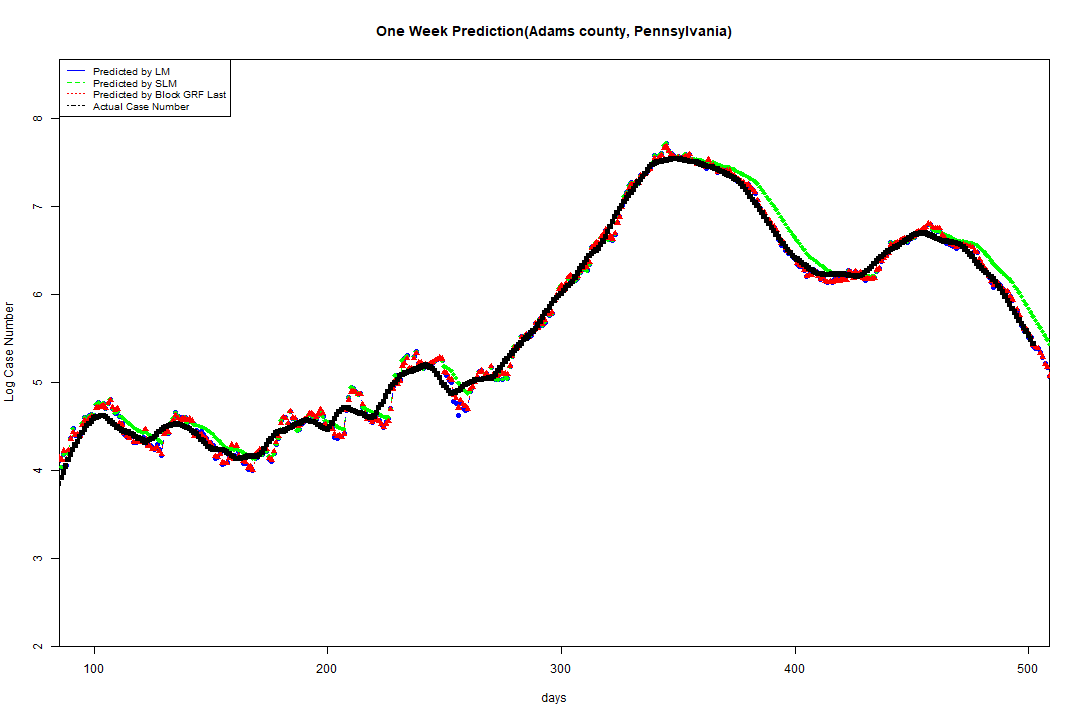 One Week Prediction(Adams county, Pennsylvania)
Predicted by LM
Predicted by SLM
Predicted by Block GRF Last
Actual Case Number
8
7
6
5
4
3
2
Log Case Number
100 200 300 400 500
days